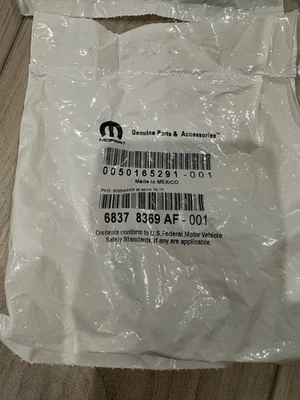 MOPAR
Genuine Parts & Accessories™
0050165291-001
Made in MEXICO
6837 8369 AF-001
Contents conform to U.S. Federal Motor Vehicle
Safety Standards, if any are applicable